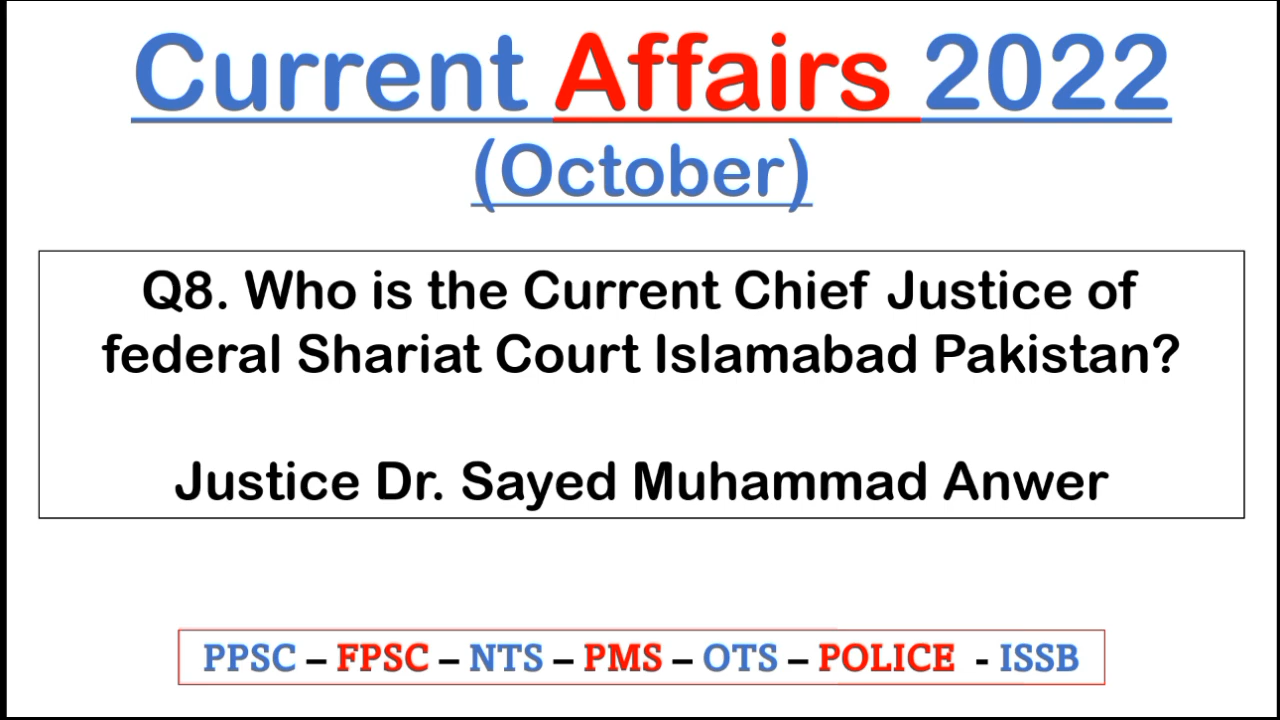 Current Affairs 2022
(October)
Q8. Who is the Current Chief Justice of
federal Shariat Court Islamabad Pakistan?
Justice Dr. Sayed Muhammad Anwer
PPSC – FPSC – NTS – PMS – OTS – POLICE - ISSB